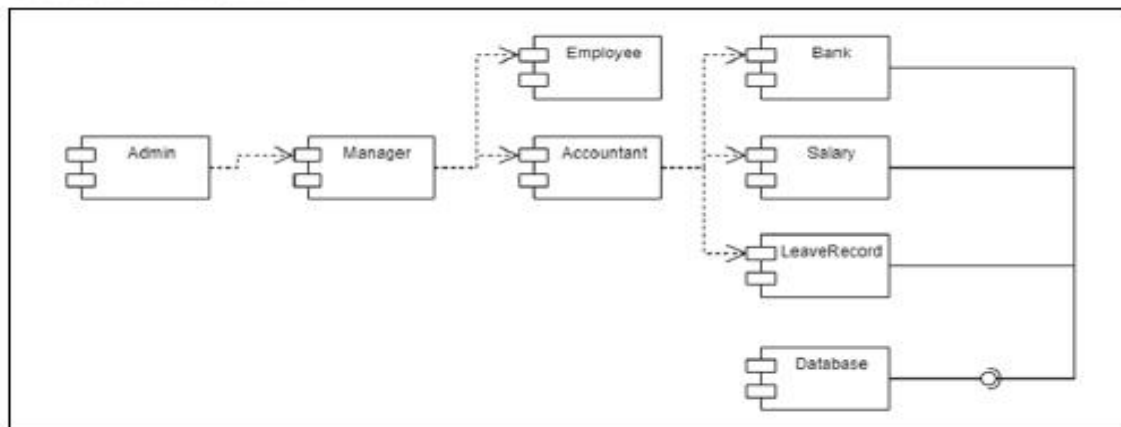 Employee
Bank
Admin
Manager
Accountant
Salary
LeaveRecord
Database